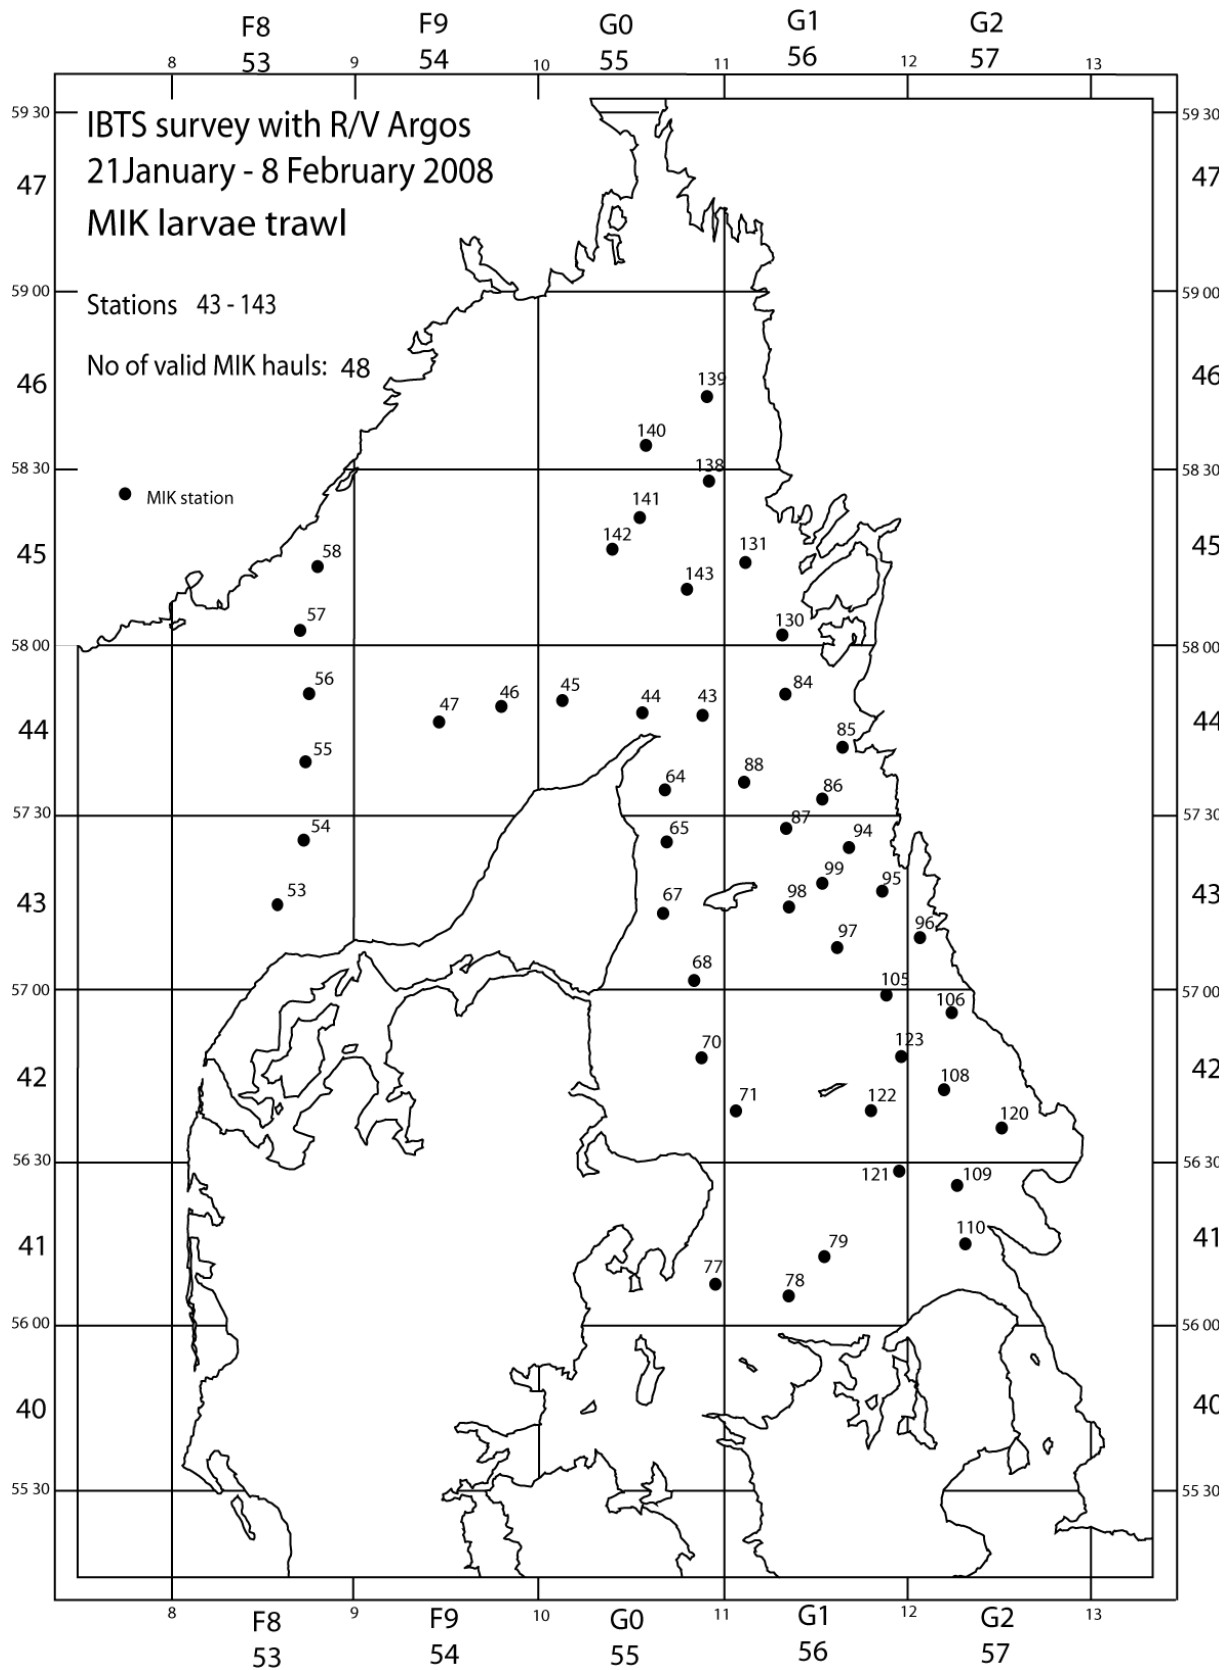 F8 F9 G0 G1 G2
53 54 55 56 57
8 9 10 11 12 13
59 30 59 30
IBTS survey with R/V Argos
21January - 8 February 2008
47 47
MIK larvae trawl
59 00 59 00
Stations 43 - 143
No of valid MIK hauls: 48
46 46
139
140
58 30 58 30
138
MIK station
141
142
131
45 45
58
143
57
130
58 00 58 00
56
84
47 46 45 44 43
44 44
85
55
88
64
86
57 30 57 30
87
54
65
94
99
95
53
43 43
67
98
96
97
68
105
57 00 57 00
106
123
70
42 42
108
71
122
120
56 30 56 30
121
109
110
41 41
79
77
78
56 00 56 00
40 40
55 30 55 30
8 9 10 11 12 13
F8 F9 G0 G1 G2
53 54 55 56 57